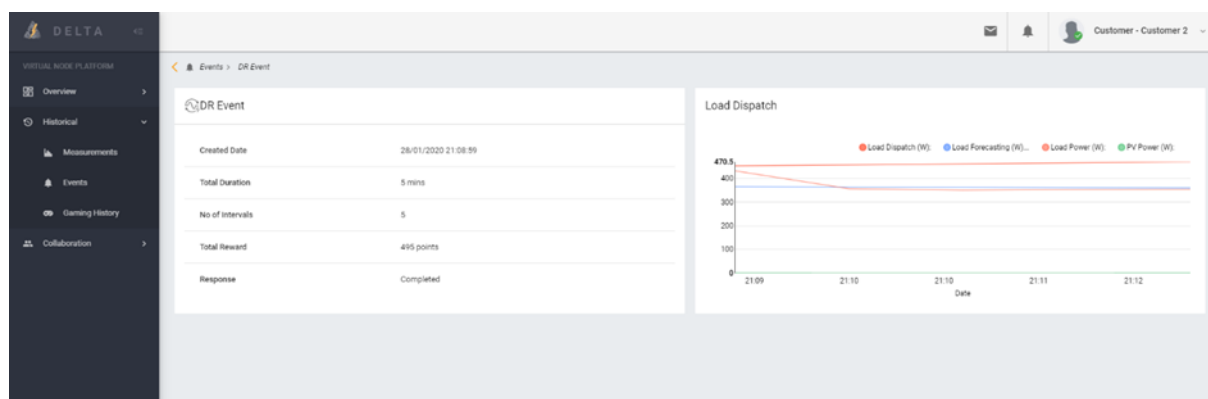 DELTA
Customer - Customer 2
VIRTUAL NODE PLATFORM
Overview
Historical
Measurements
Events
Gaming History
Collaboration
Events > DR Event
DR Event
Created Date 28/01/2020 21:08:59
Total Duration 5 mins
No of Intervals 5
Total Reward 495 points
Response Completed
Load Dispatch
Load Dispatch (W): Load Forecasting (W)... Load Power (W): PV Power (W):
470.5
400
300
200
100
0
21:09 21:10 21:10 21:11 21:12
Date